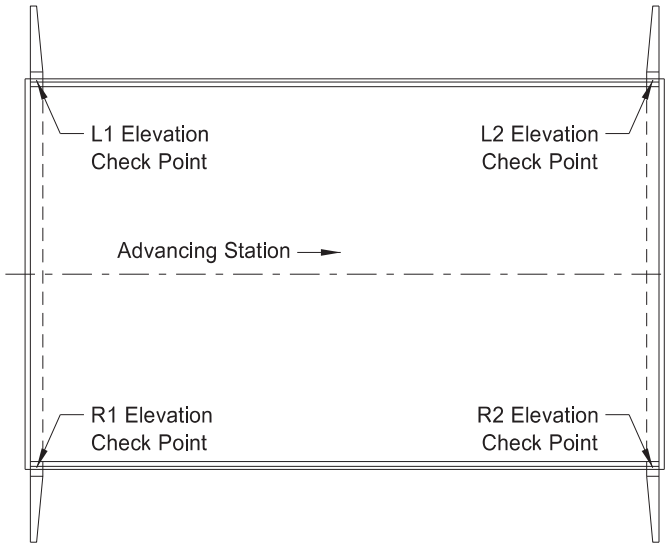 L1 Elevation
Check Point
L2 Elevation
Check Point
Advancing Station
R1 Elevation
Check Point
R2 Elevation
Check Point